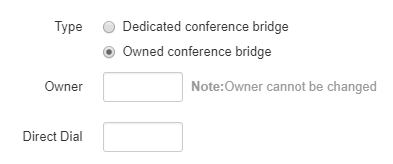 Type Dedicated conference bridge
Owned conference bridge
Owner Note:Owner cannot be changed
Direct Dial